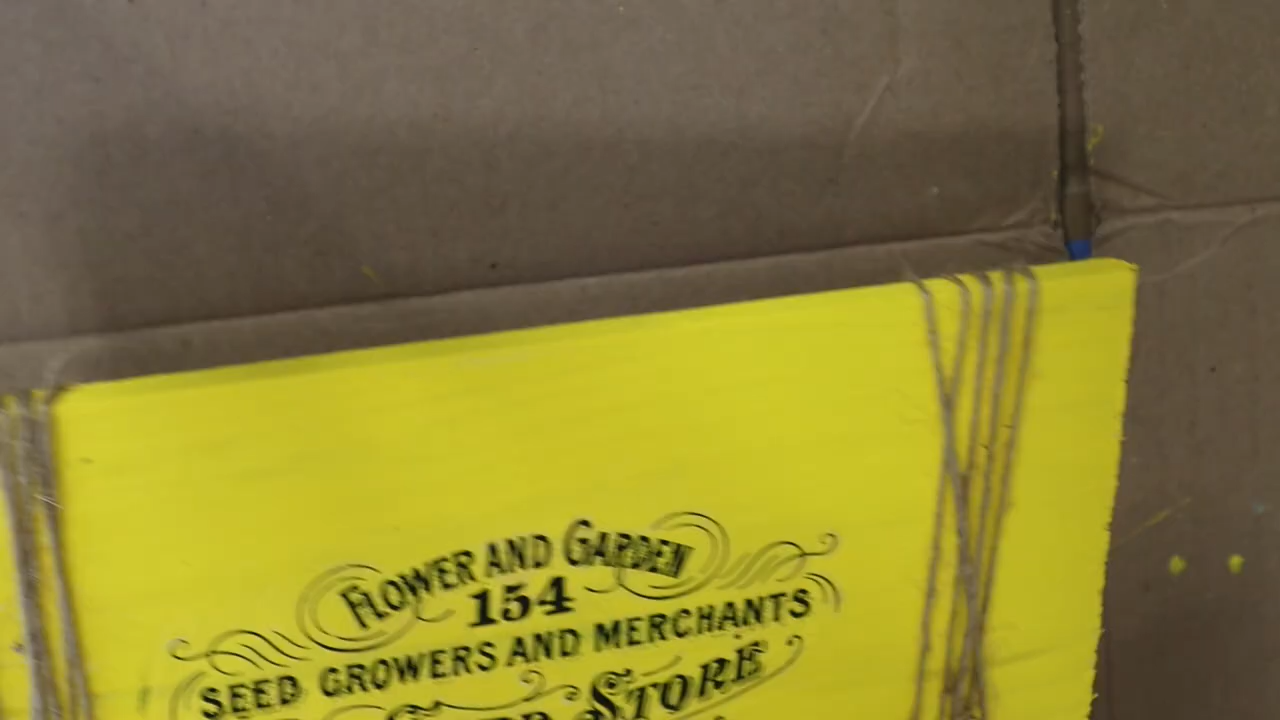 FLOWER AND GARDEN
154
SEED GROWERS AND MERCHANTS
STORE